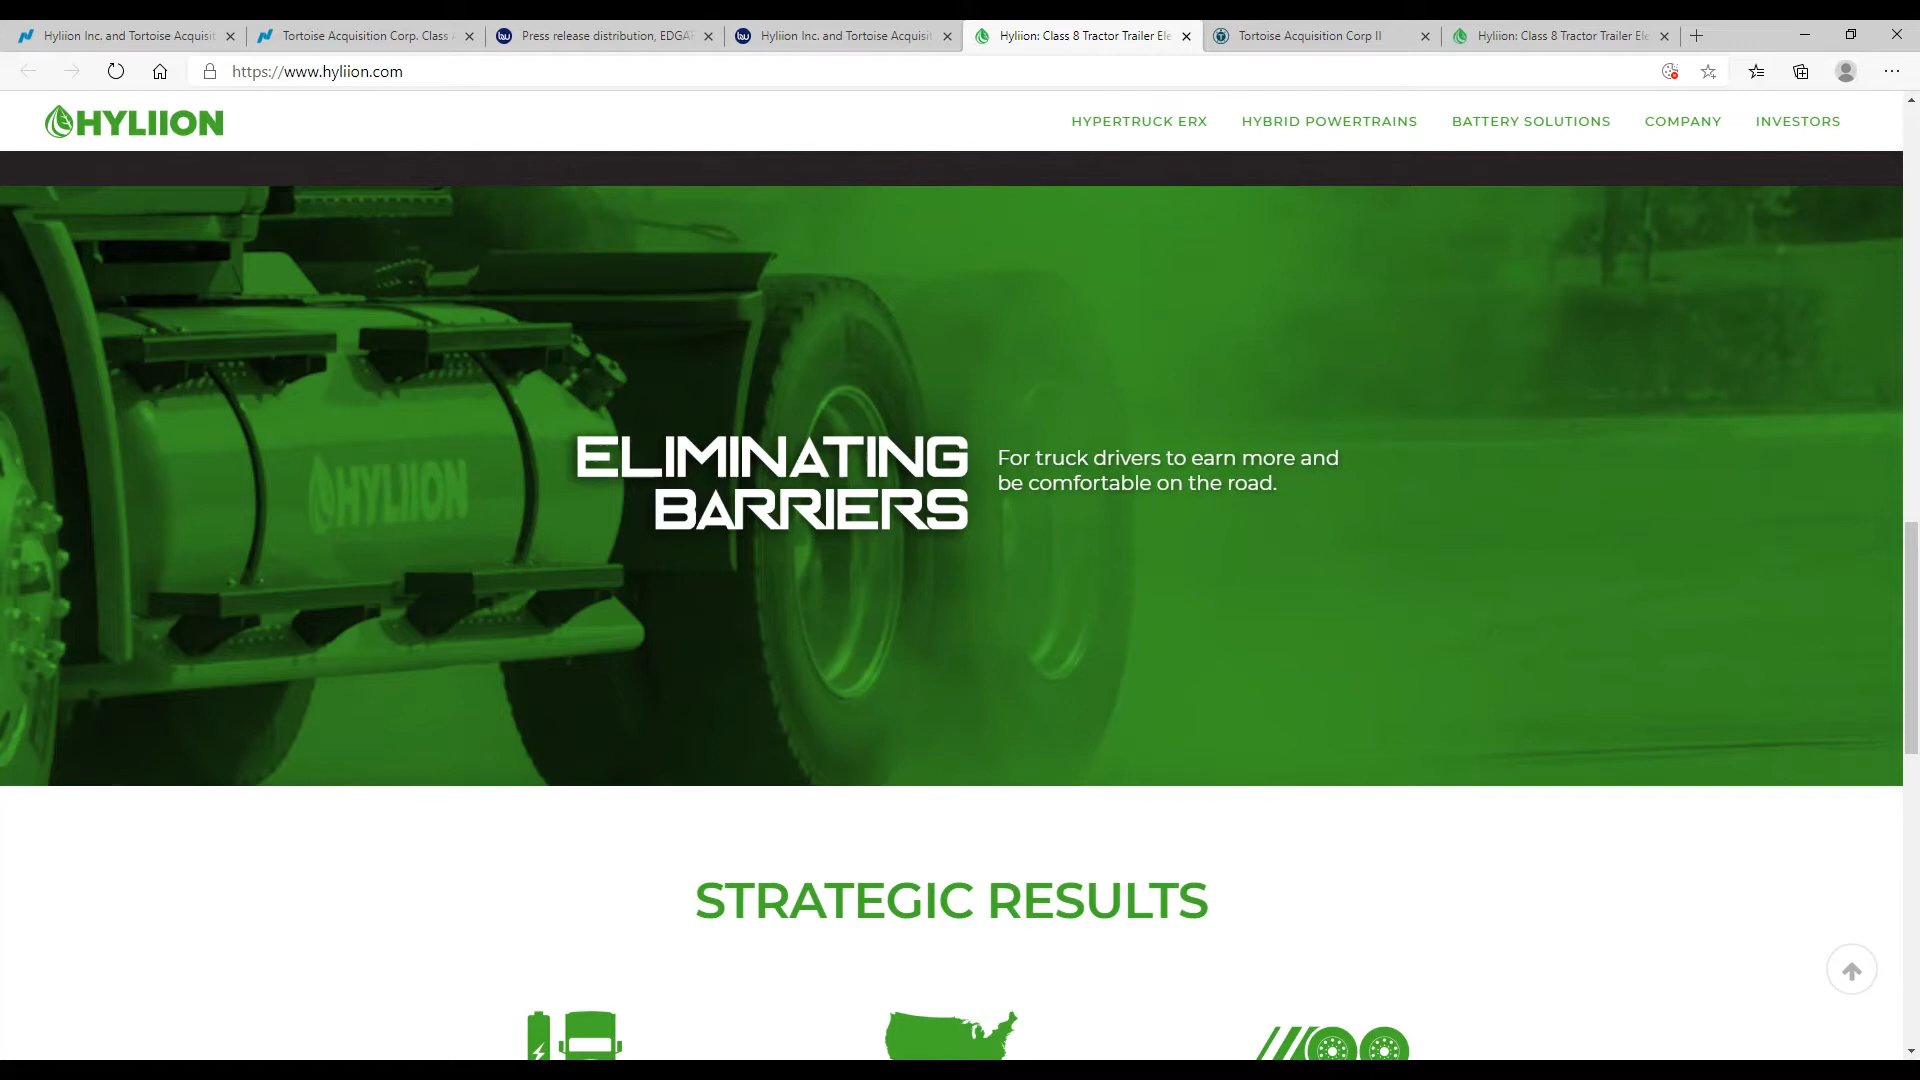 Hyliion Inc. and Tortoise Acquisit
Tortoise Acquisition Corp. Class
Press release distribution, EDGA
Hyliion Inc. and Tortoise Acquisit
Hyliion: Class 8 Tractor Trailer Ele
Tortoise Acquisition Corp II
Hyliion: Class 8 Tractor Trailer Ele
https://www.hyliion.com
HYLIION
HYPERTRUCK ERX
HYBRID POWERTRAINS
BATTERY SOLUTIONS
COMPANY
INVESTORS
HYLIION
ELIMINATING
BARRIERS
For truck drivers to earn more and
be comfortable on the road.
STRATEGIC RESULTS